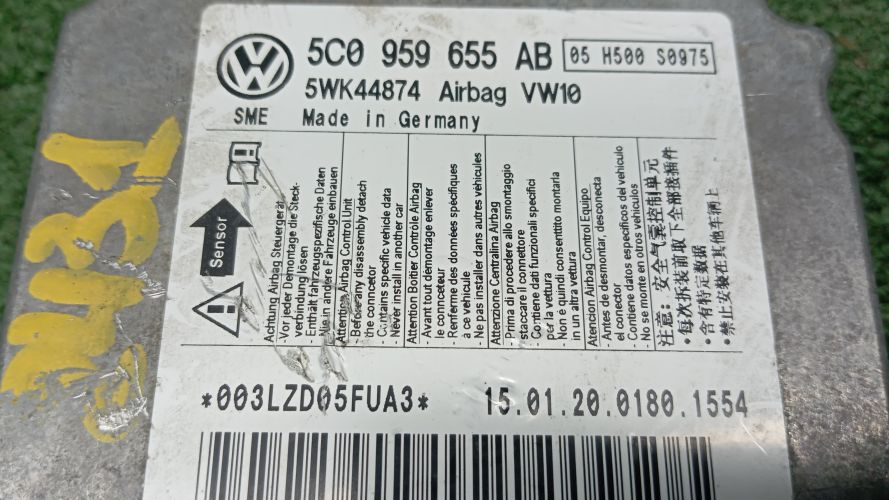 5C0 959 655 AB
05 H500 S0975
5WK44874 Airbag VW10
SME Made in Germany
Sensor
Achtung Airbag Steuergerät
-Vor jeder Demontage die Steck-
verbindung lösen
- Enthält fahrzeugspezifische Daten
- Nie in andere Fahrzeuge einbauen
Attention Airbag Control Unit
- Before any disassembly detach
the conncetor
- Contains specific vehicle data
- Never install in another car
Attention Boitier Contrôle Airbag
- Avant tout démontage enlever
le connceteur
- Renferme des données spésifiques
à ce véhicule
- Ne pas installer dans autres véhicules
Attenzione Centralina Airbag
- Prima di procedere allo smontaggio
staccare il connettore
- Contiene dati funzionali specifici
per la vettura
- Non é quindi consentito montarla
in un altra vettura
Atencion Airbag Control Equipo
- Antes de desmontar, desconecta
el conector
- Contiene datos especificos del vehiculo
- No se monte en otros vehiculos
注意: 安全气囊控制单元
•每次拆装前取下全部接插件
•含有特定数据
•禁止安装在其他车辆上
*003LZD05FUA3*
15.01.20.0180.1554